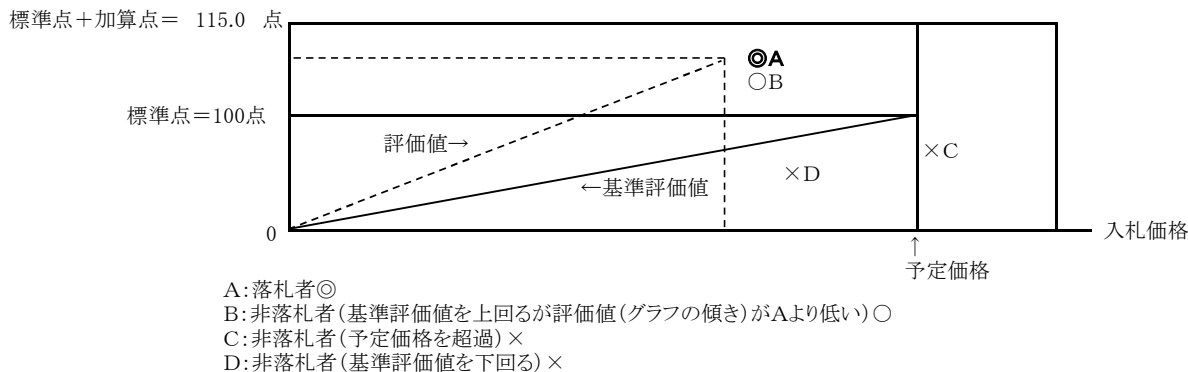 標準点＋加算点＝ 115.0 点
◎A
○B
標準点＝100点
評価値→
×C
×D
←基準評価値
0
入札価格
↑
予定価格
A：落札者◎
B：非落札者（基準評価値を上回るが評価値（グラフの傾き）がAより低い）○
C：非落札者（予定価格を超過）×
D：非落札者（基準評価値を下回る）×